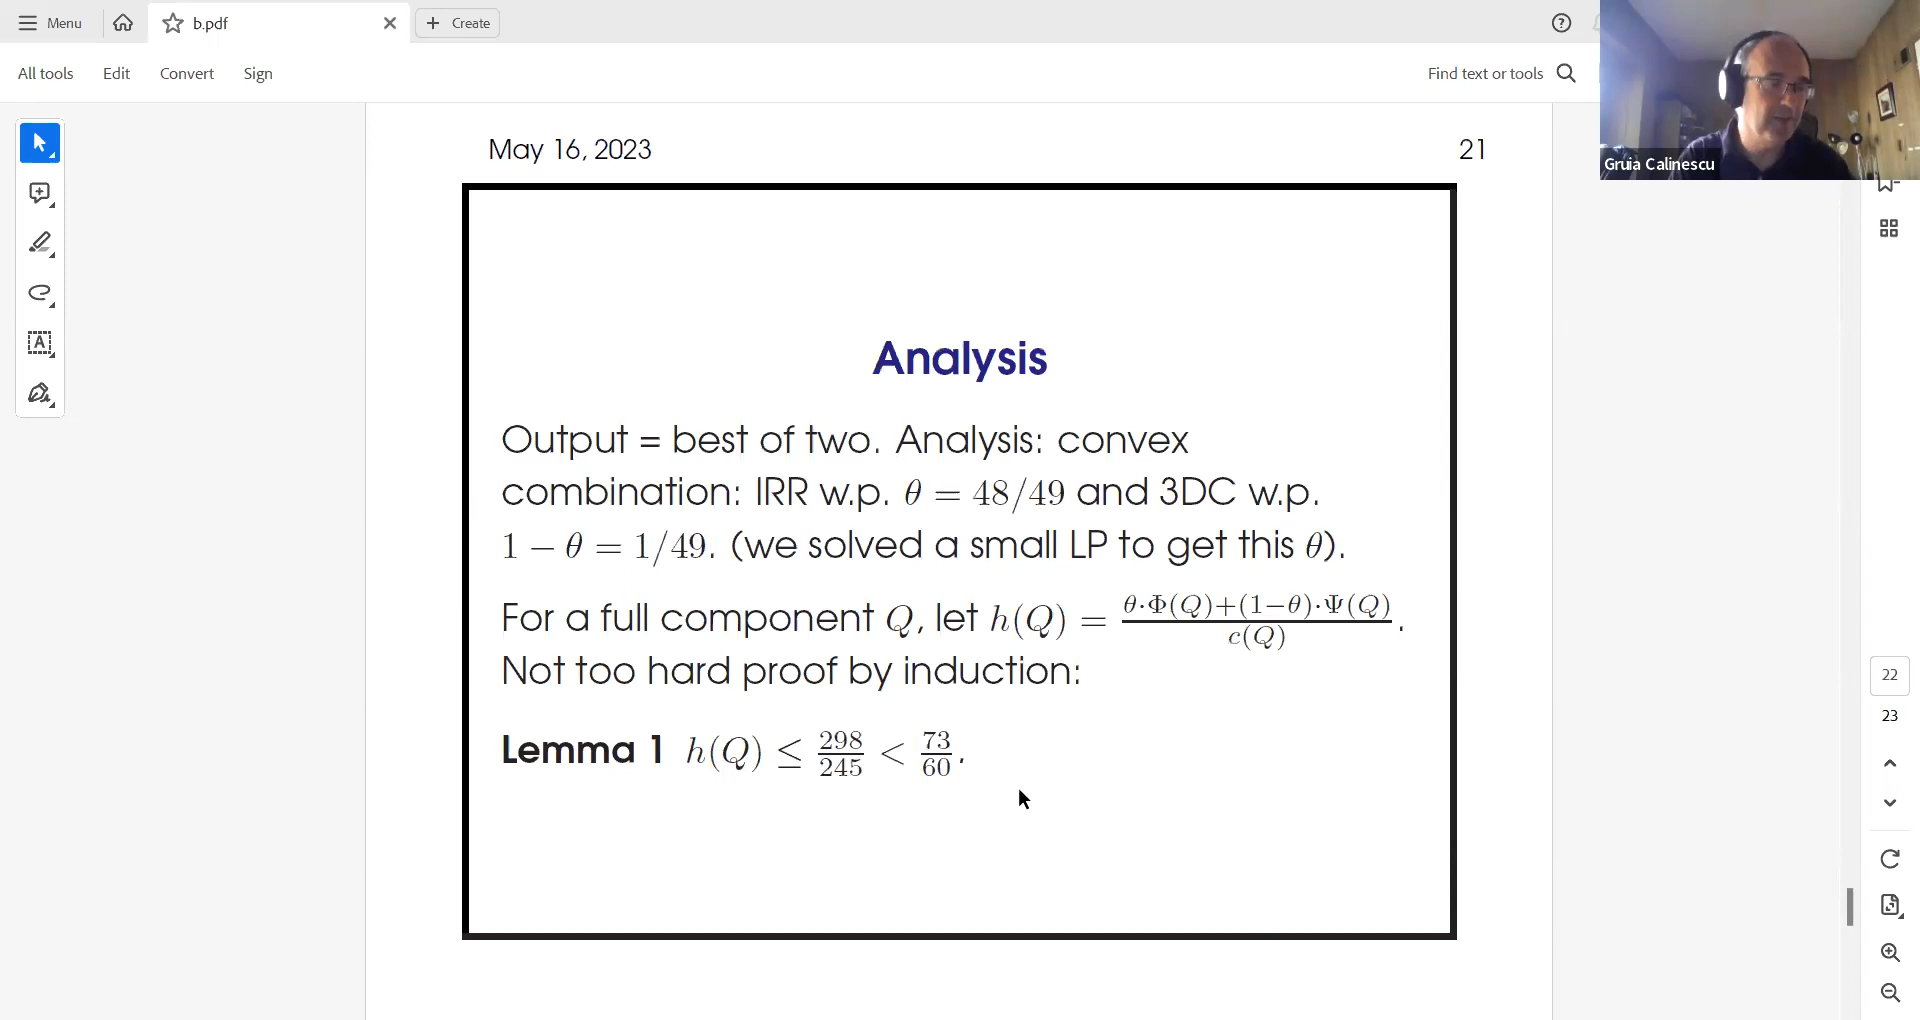 Menu
b.pdf
Create
All tools
Edit
Convert
Sign
Find text or tools
Gruia Calinescu
May 16, 2023
21
Analysis
Output = best of two. Analysis: convex
combination: IRR w.p. θ = 48/49 and 3DC w.p.
1 − θ = 1/49. (we solved a small LP to get this θ).
For a full component Q, let h(Q) = θ·Φ(Q)+(1−θ)·Ψ(Q) / c(Q).
Not too hard proof by induction:
Lemma 1 h(Q) ≤ 298/245 < 73/60.
22
23